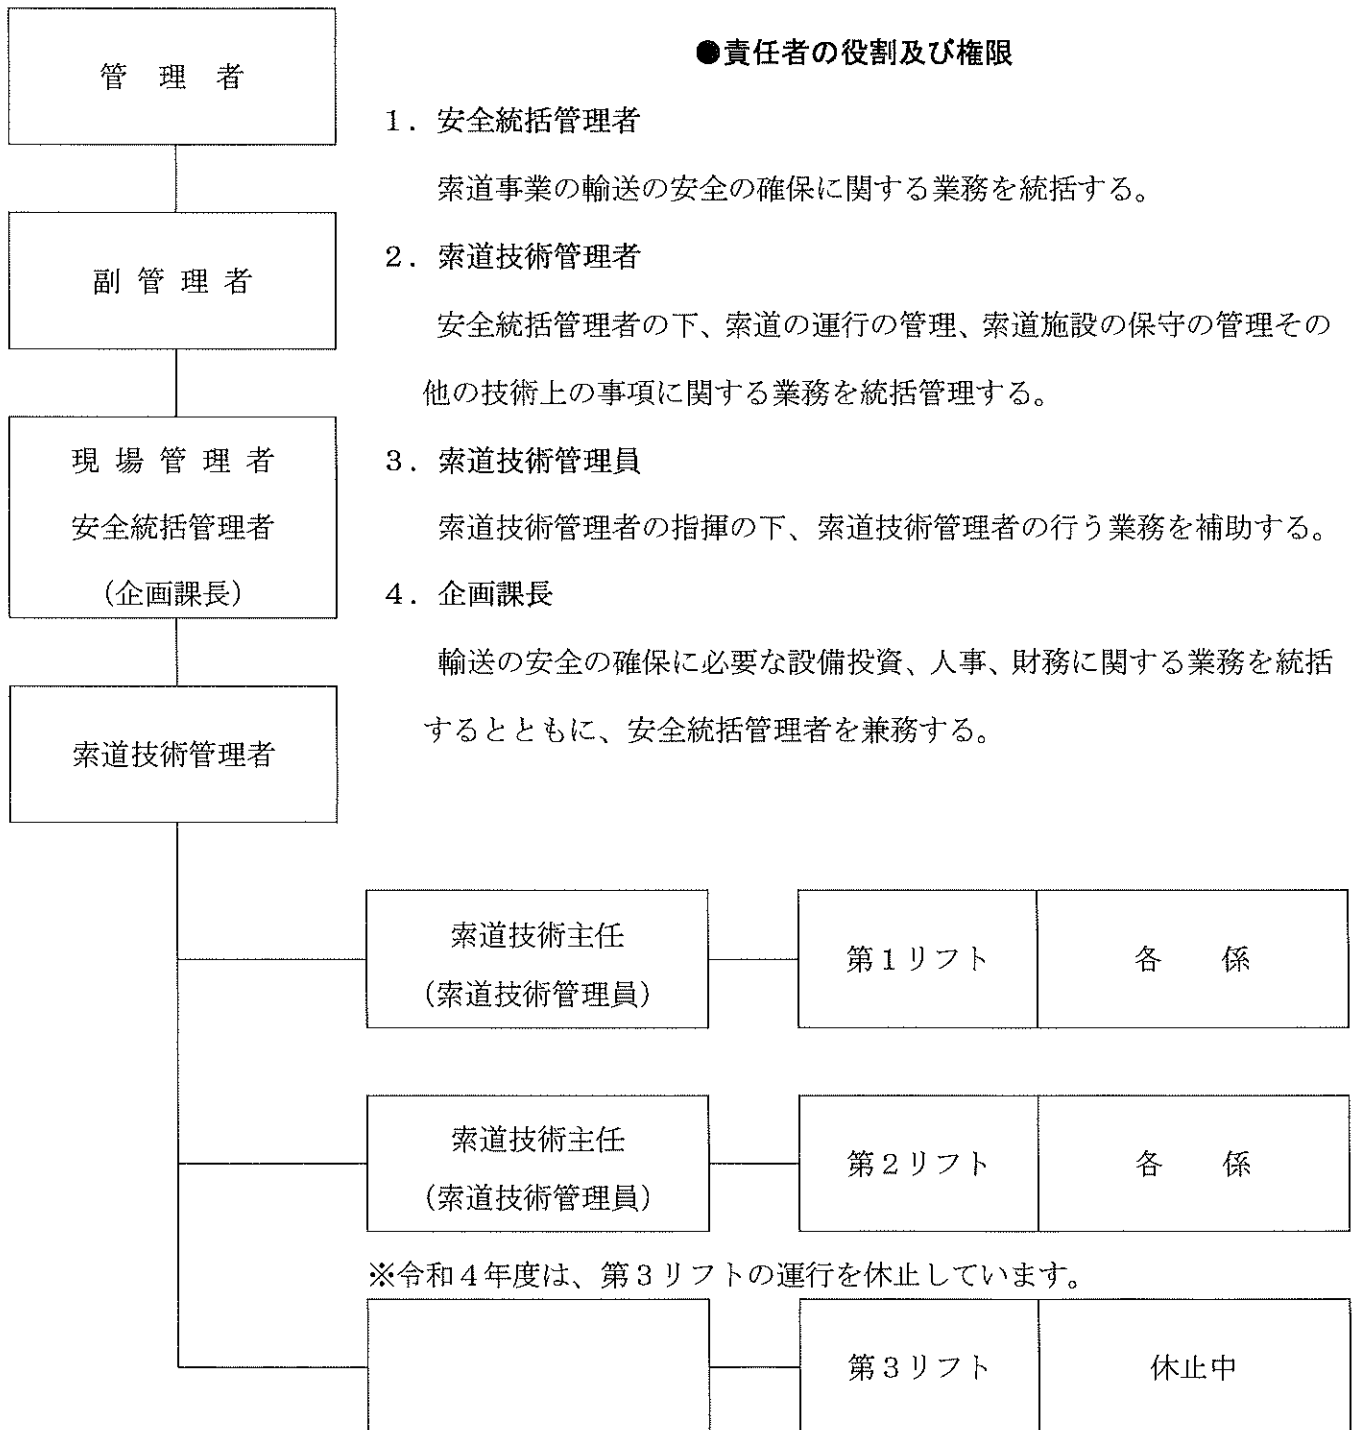 管　理　者
副 管 理 者
現 場 管 理 者
安全統括管理者
（企画課長）
索道技術管理者
●責任者の役割及び権限
１．安全統括管理者
索道事業の輸送の安全の確保に関する業務を統括する。
２．索道技術管理者
安全統括管理者の下、索道の運行の管理、索道施設の保守の管理その
他の技術上の事項に関する業務を統括管理する。
３．索道技術管理員
索道技術管理者の指揮の下、索道技術管理者の行う業務を補助する。
４．企画課長
輸送の安全の確保に必要な設備投資、人事、財務に関する業務を統括
するとともに、安全統括管理者を兼務する。
索道技術主任
（索道技術管理員）
第１リフト
各　　係
索道技術主任
（索道技術管理員）
第２リフト
各　　係
※令和４年度は、第３リフトの運行を休止しています。
第３リフト
休止中